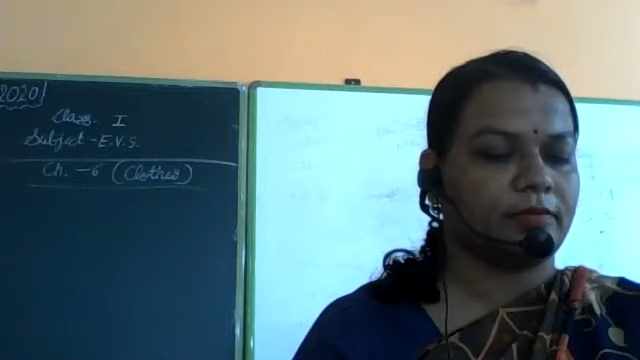 2020
Class- I
Subject - E.V.S.
Ch. - 6 (Clothes)